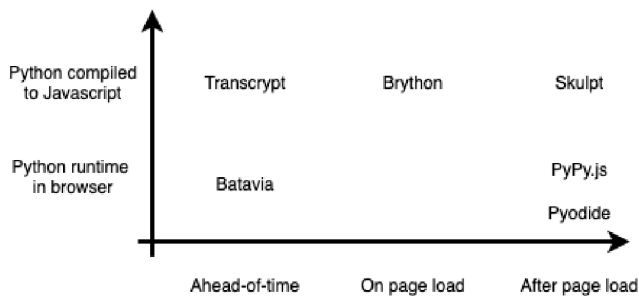 Python compiled
to Javascript
Transcrypt
Brython
Skulpt
Python runtime
in browser
Batavia
PyPy.js
Pyodide
Ahead-of-time
On page load
After page load